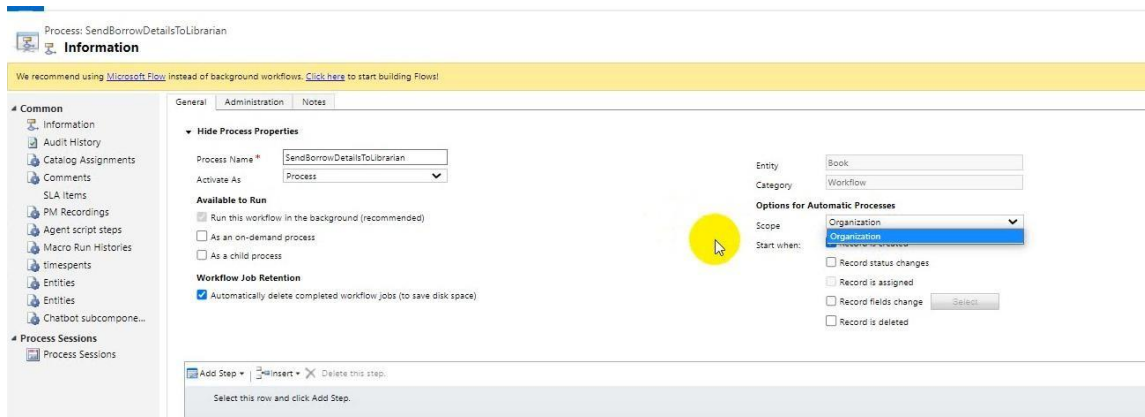 Process: SendBorrowDetailsToLibrarian
Information
We recommend using Microsoft Flow instead of background workflows. Click here to start building Flows!
Common
Information
Audit History
Catalog Assignments
Comments
SLA Items
PM Recordings
Agent script steps
Macro Run Histories
timespents
Entities
Entities
Chatbot subcompone...
Process Sessions
Process Sessions
General Administration Notes
Hide Process Properties
Process Name * SendBorrowDetailsToLibrarian
Activate As Process
Available to Run
Run this workflow in the background (recommended)
As an on-demand process
As a child process
Workflow Job Retention
Automatically delete completed workflow jobs (to save disk space)
Entity Book
Category Workflow
Options for Automatic Processes
Scope Organization
Organization
Start when: Record is created
Record status changes
Record is assigned
Record fields change Select
Record is deleted
Add Step Insert Delete this step.
Select this row and click Add Step.